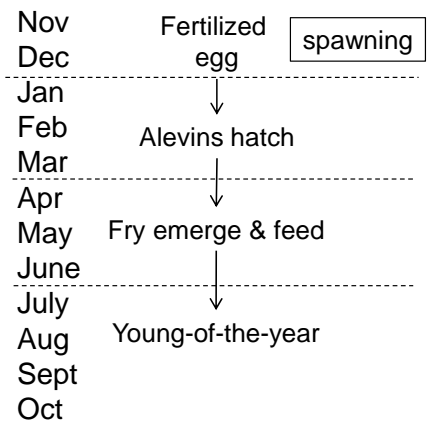 Nov
Dec
Fertilized
egg
spawning
Jan
Feb
Mar
Alevins hatch
Apr
May
June
Fry emerge & feed
July
Aug
Sept
Oct
Young-of-the-year